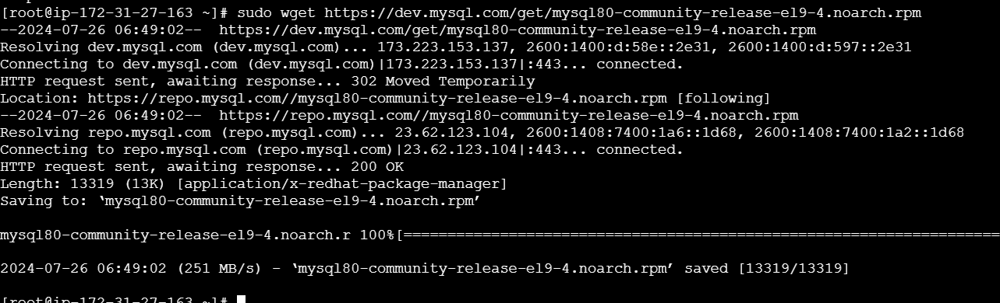 [root@ip-172-31-27-163 ~]# sudo wget https://dev.mysql.com/get/mysql80-community-release-el9-4.noarch.rpm
--2024-07-26 06:49:02--  https://dev.mysql.com/get/mysql80-community-release-el9-4.noarch.rpm
Resolving dev.mysql.com (dev.mysql.com)... 173.223.153.137, 2600:1400:d:58e::2e31, 2600:1400:d:597::2e31
Connecting to dev.mysql.com (dev.mysql.com)|173.223.153.137|:443... connected.
HTTP request sent, awaiting response... 302 Moved Temporarily
Location: https://repo.mysql.com//mysql80-community-release-el9-4.noarch.rpm [following]
--2024-07-26 06:49:02--  https://repo.mysql.com//mysql80-community-release-el9-4.noarch.rpm
Resolving repo.mysql.com (repo.mysql.com)... 23.62.123.104, 2600:1408:7400:1a6::1d68, 2600:1408:7400:1a2::1d68
Connecting to repo.mysql.com (repo.mysql.com)|23.62.123.104|:443... connected.
HTTP request sent, awaiting response... 200 OK
Length: 13319 (13K) [application/x-redhat-package-manager]
Saving to: ‘mysql80-community-release-el9-4.noarch.rpm’
mysql80-community-release-el9-4.noarch.r 100%[====================================================================
2024-07-26 06:49:02 (251 MB/s) - ‘mysql80-community-release-el9-4.noarch.rpm’ saved [13319/13319]
[root@ip-172-31-27-163 ~]#